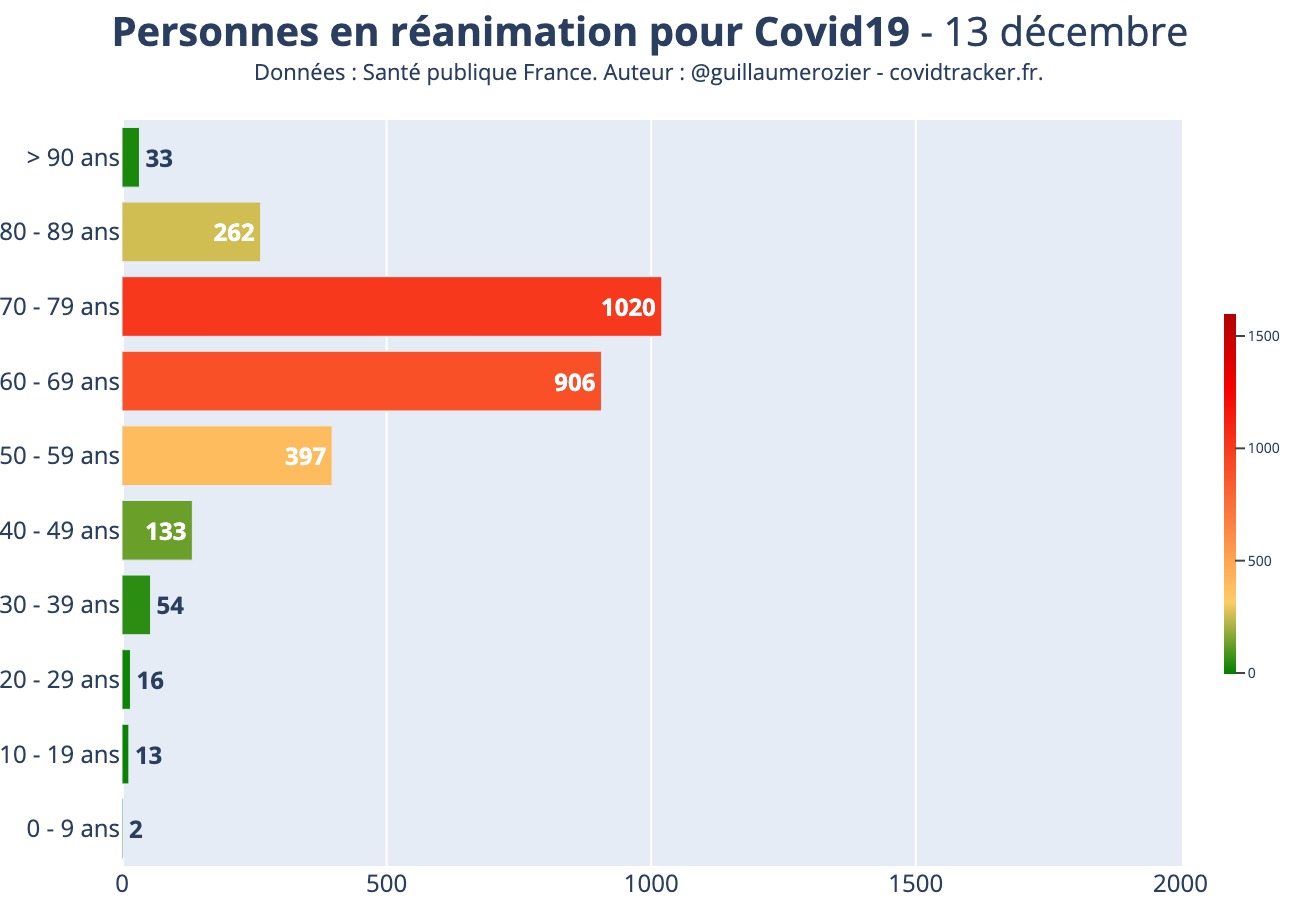 Personnes en réanimation pour Covid19 - 13 décembre
Données : Santé publique France. Auteur : @guillaumerozier - covidtracker.fr.
> 90 ans 33
80 - 89 ans 262
70 - 79 ans 1020
60 - 69 ans 906
50 - 59 ans 397
40 - 49 ans 133
30 - 39 ans 54
20 - 29 ans 16
10 - 19 ans 13
0 - 9 ans 2
0 500 1000 1500 2000
1500
1000
500
0